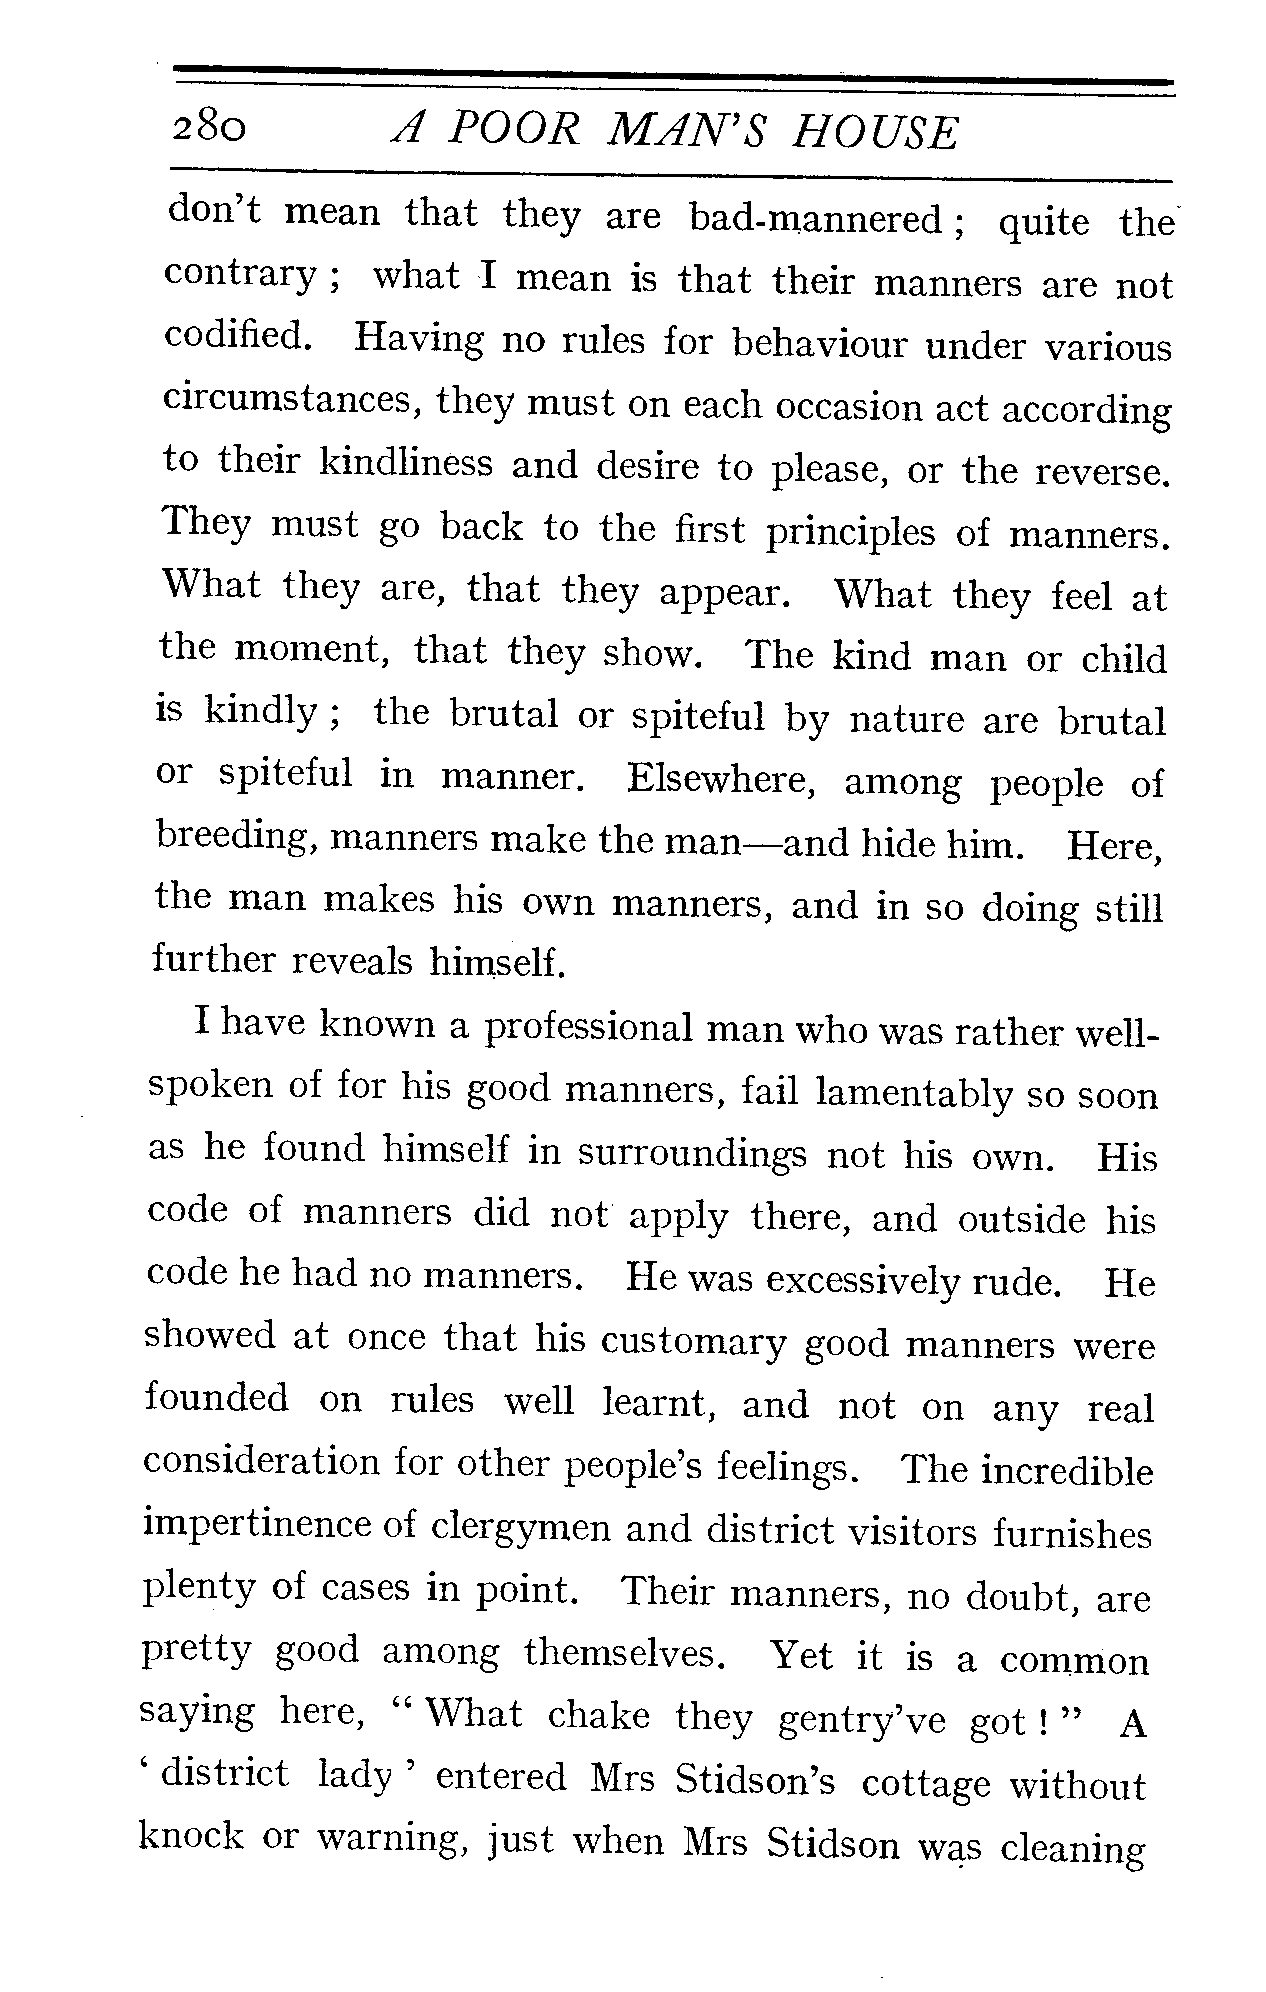 280 A POOR MAN'S HOUSE
don't mean that they are bad-mannered ; quite the
contrary ; what I mean is that their manners are not
codified. Having no rules for behaviour under various
circumstances, they must on each occasion act according
to their kindliness and desire to please, or the reverse.
They must go back to the first principles of manners.
What they are, that they appear. What they feel at
the moment, that they show. The kind man or child
is kindly ; the brutal or spiteful by nature are brutal
or spiteful in manner. Elsewhere, among people of
breeding, manners make the man—and hide him. Here,
the man makes his own manners, and in so doing still
further reveals himself.
I have known a professional man who was rather well-
spoken of for his good manners, fail lamentably so soon
as he found himself in surroundings not his own. His
code of manners did not apply there, and outside his
code he had no manners. He was excessively rude. He
showed at once that his customary good manners were
founded on rules well learnt, and not on any real
consideration for other people's feelings. The incredible
impertinence of clergymen and district visitors furnishes
plenty of cases in point. Their manners, no doubt, are
pretty good among themselves. Yet it is a common
saying here, “ What chake they gentry've got ! ” A
‘ district lady ’ entered Mrs Stidson's cottage without
knock or warning, just when Mrs Stidson was cleaning